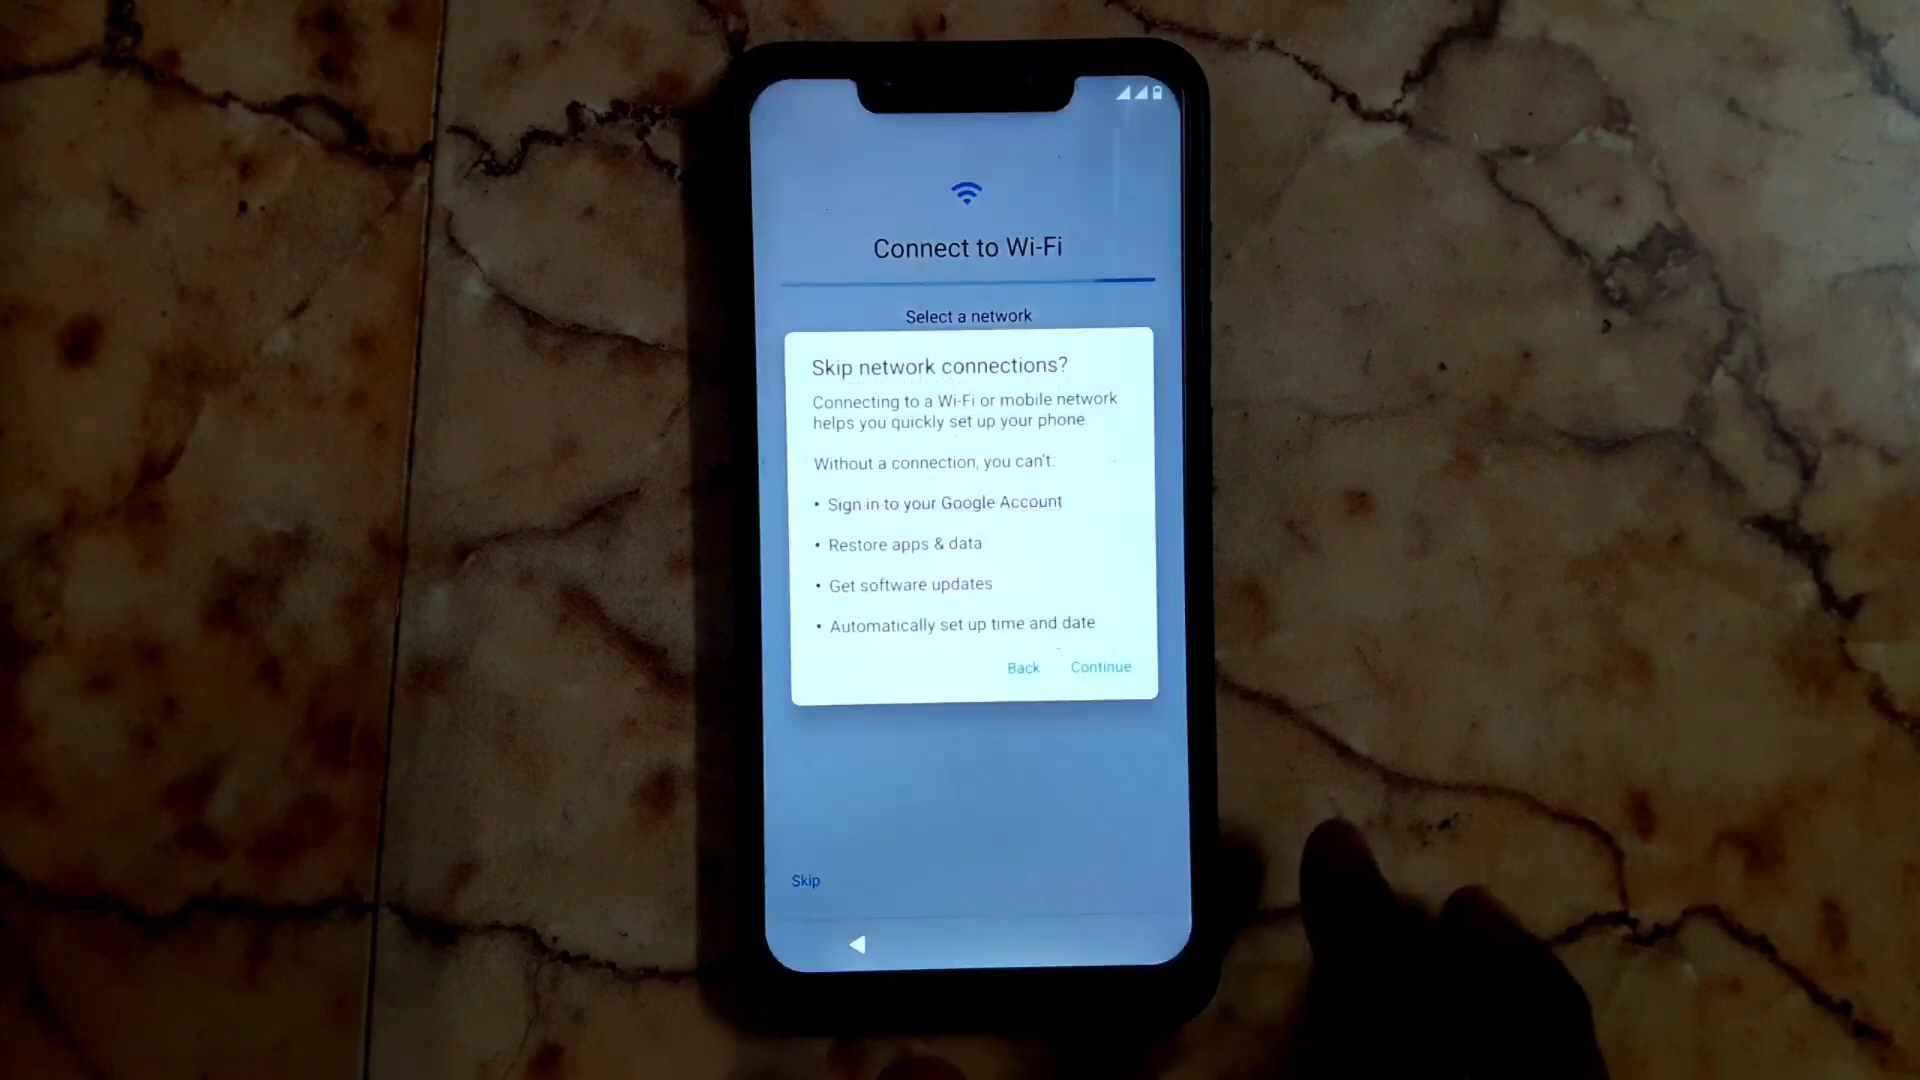 Connect to Wi-Fi
Select a network
Skip network connections?
Connecting to a Wi-Fi or mobile network
helps you quickly set up your phone.
Without a connection, you can't:
• Sign in to your Google Account
• Restore apps & data
• Get software updates
• Automatically set up time and date
Back Continue
Skip